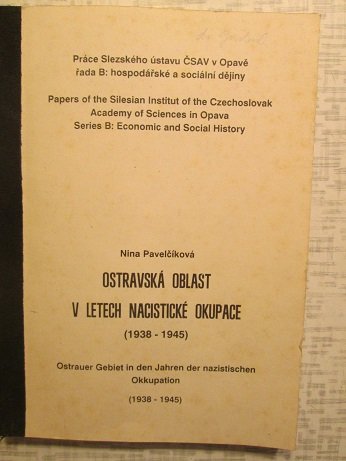 Práce Slezského ústavu ČSAV v Opavě
řada B: hospodářské a sociální dějiny
Papers of the Silesian Institut of the Czechoslovak
Academy of Sciences in Opava
Series B: Economic and Social History
Nina Pavelčíková
OSTRAVSKÁ OBLAST
V LETECH NACISTICKÉ OKUPACE
(1938 - 1945)
Ostrauer Gebiet in den Jahren der nazistischen
Okkupation
(1938 - 1945)